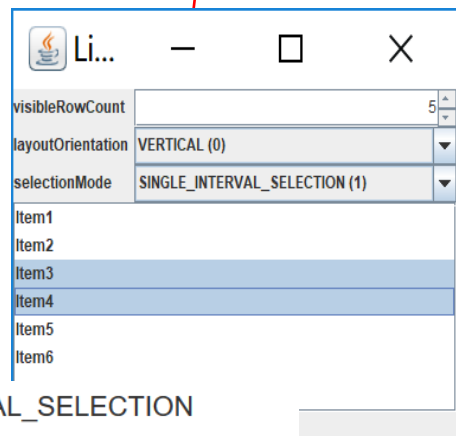 Li...
visibleRowCount 5
layoutOrientation VERTICAL (0)
selectionMode SINGLE_INTERVAL_SELECTION (1)
Item1
Item2
Item3
Item4
Item5
Item6
AL_SELECTION